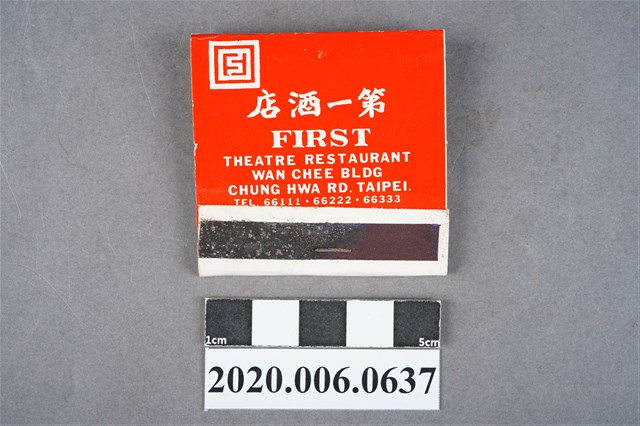 店酒一第
FIRST
THEATRE RESTAURANT
WAN CHEE BLDG
CHUNG HWA RD. TAIPEI.
TEL. 66111 · 66222 · 66333
1cm 5cm
2020.006.0637